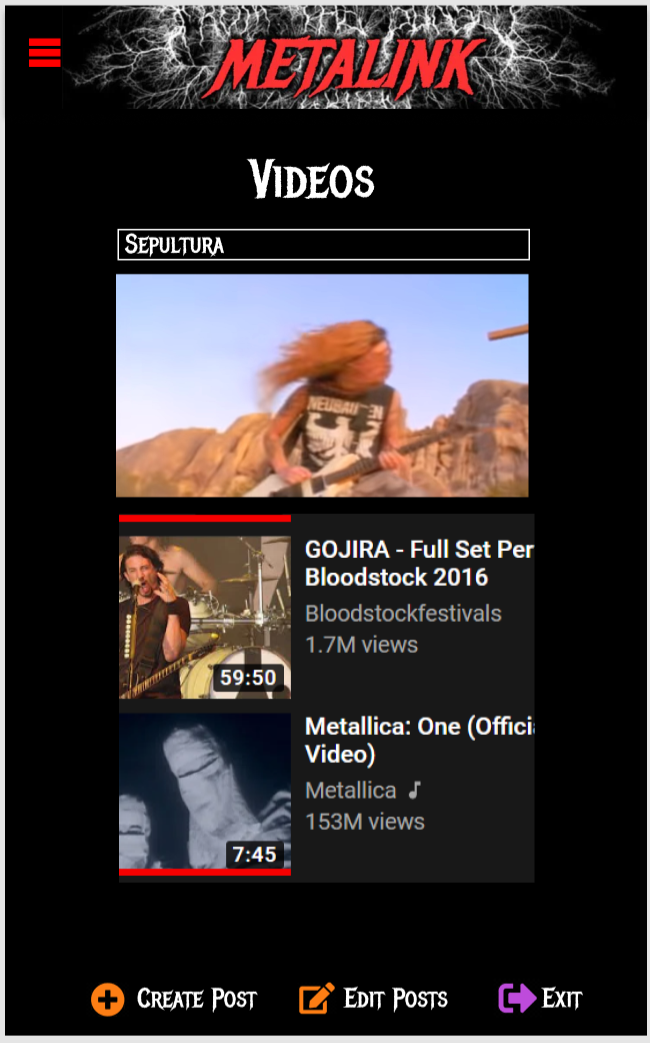 METALINK
Videos
Sepultura
NEUBAUTEN
GOJIRA - Full Set Per
Bloodstock 2016
Bloodstockfestivals
1.7M views
59:50
Metallica: One (Offici
Video)
Metallica
153M views
7:45
Create Post
Edit Posts
Exit